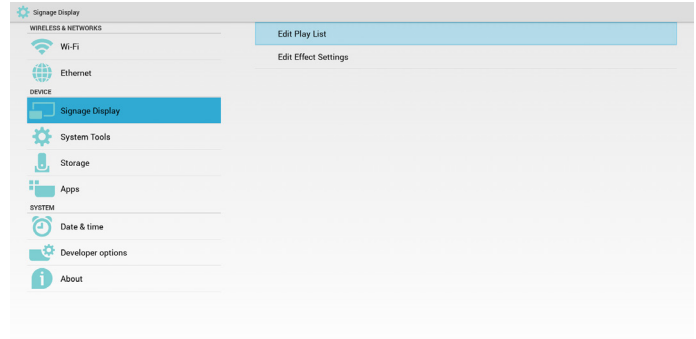 Signage Display
WIRELESS & NETWORKS
Wi-Fi
Ethernet
DEVICE
Signage Display
System Tools
Storage
Apps
SYSTEM
Date & time
Developer options
About
Edit Play List
Edit Effect Settings